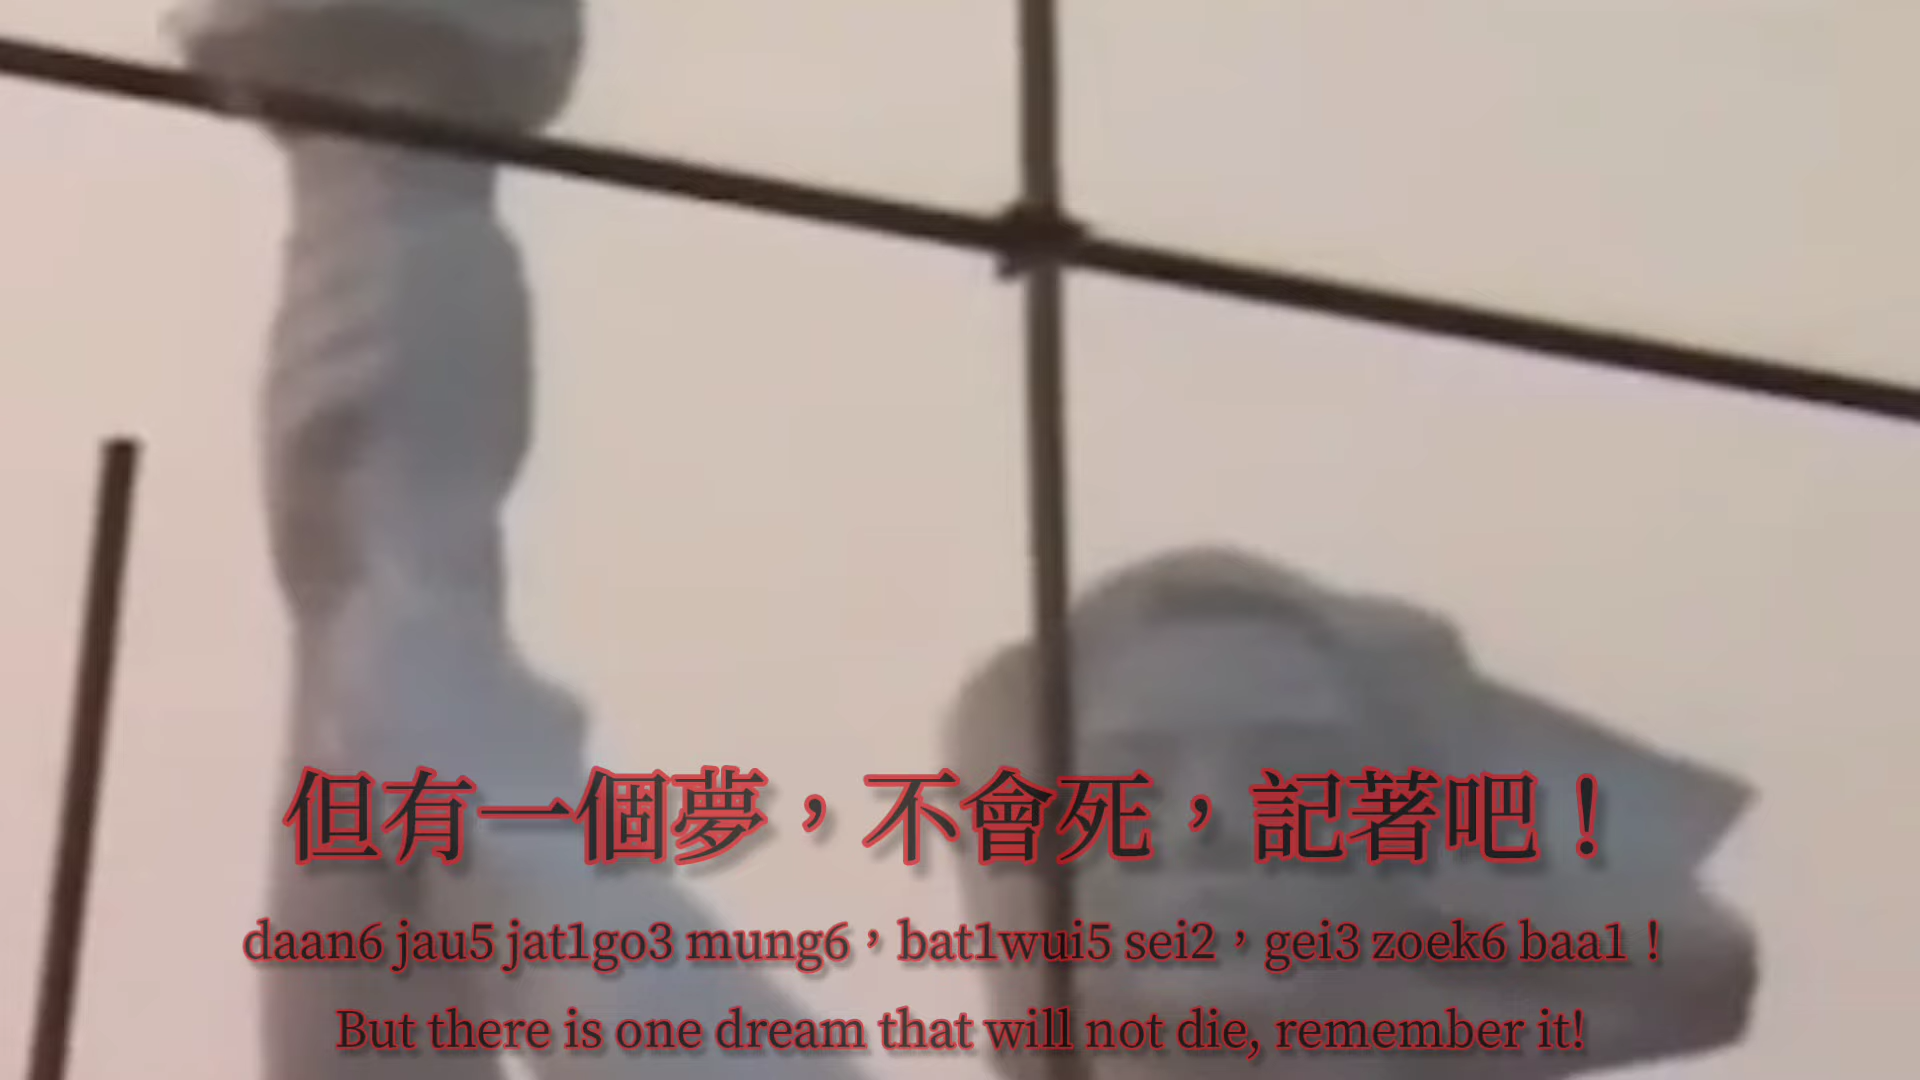 但有一個夢，不會死，記著吧！
daan6 jau5 jat1go3 mung6，bat1wui5 sei2，gei3 zoek6 baa1！
But there is one dream that will not die, remember it!